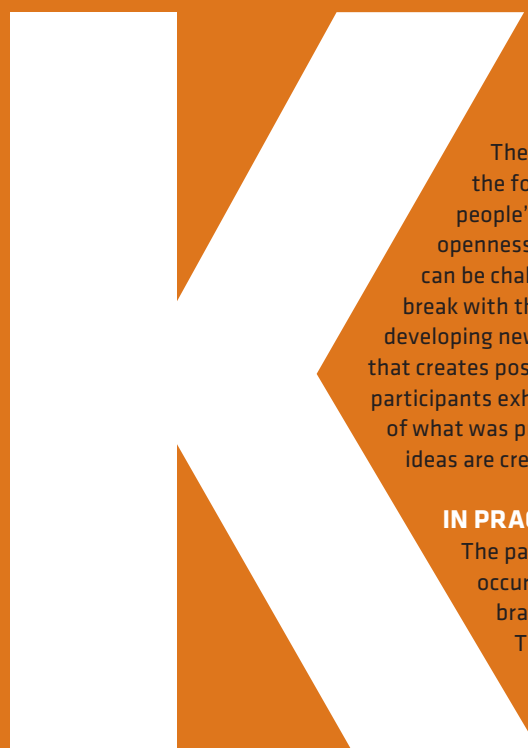 K
The
the fo
people'
openness
can be chal
break with th
developing new
that creates pos
participants exh
of what was p
ideas are cre
IN PRAC
The pa
occur
bra
T